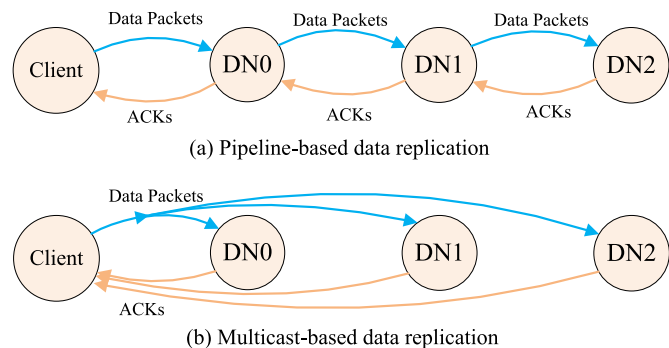 Data Packets
Data Packets
Data Packets
Client
DN0
DN1
DN2
ACKs
ACKs
ACKs
(a) Pipeline-based data replication
Data Packets
Client
DN0
DN1
DN2
ACKs
(b) Multicast-based data replication